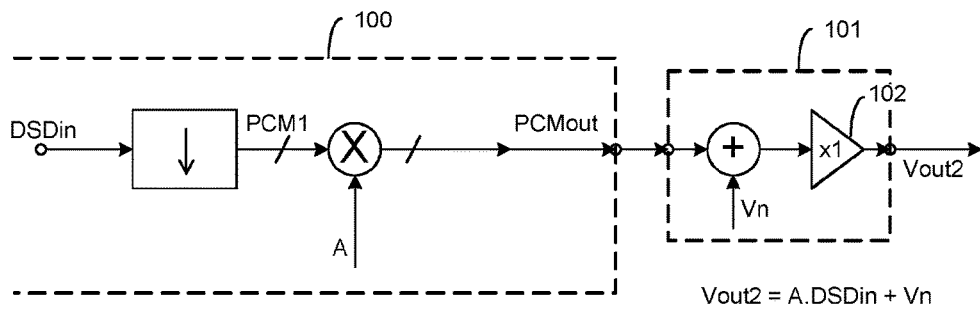 100
101
102
DSDin
PCM1
PCMout
X
+
x1
Vout2
A
Vn
Vout2 = A.DSDin + Vn